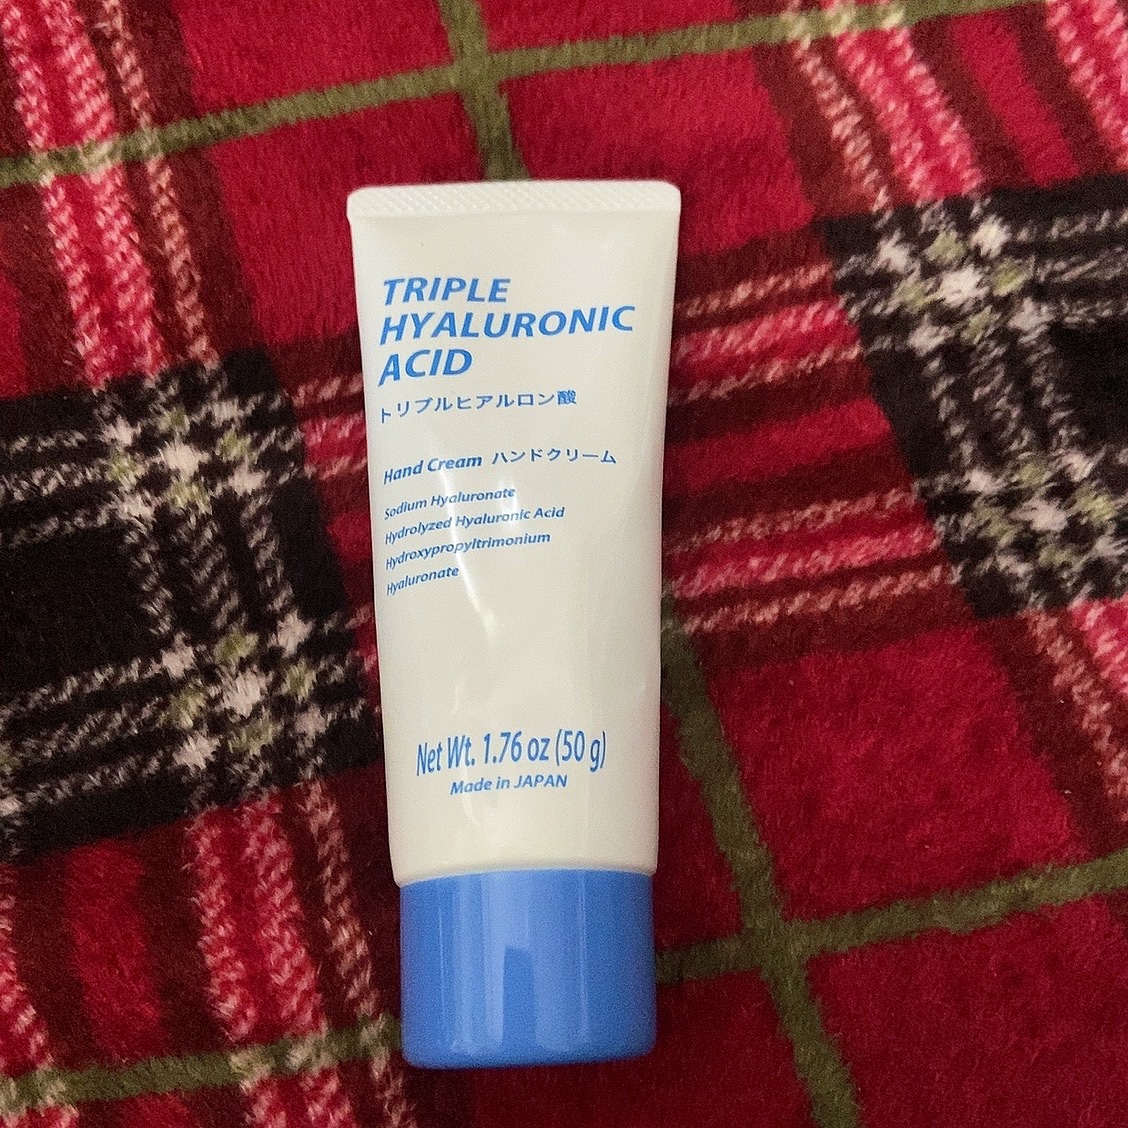 TRIPLE
HYALURONIC
ACID
トリプルヒアルロン酸
Hand Cream ハンドクリーム
Sodium Hyaluronate
Hydrolyzed Hyaluronic Acid
Hydroxypropyltrimonium
Hyaluronate
Net Wt. 1.76 oz (50 g)
Made in JAPAN